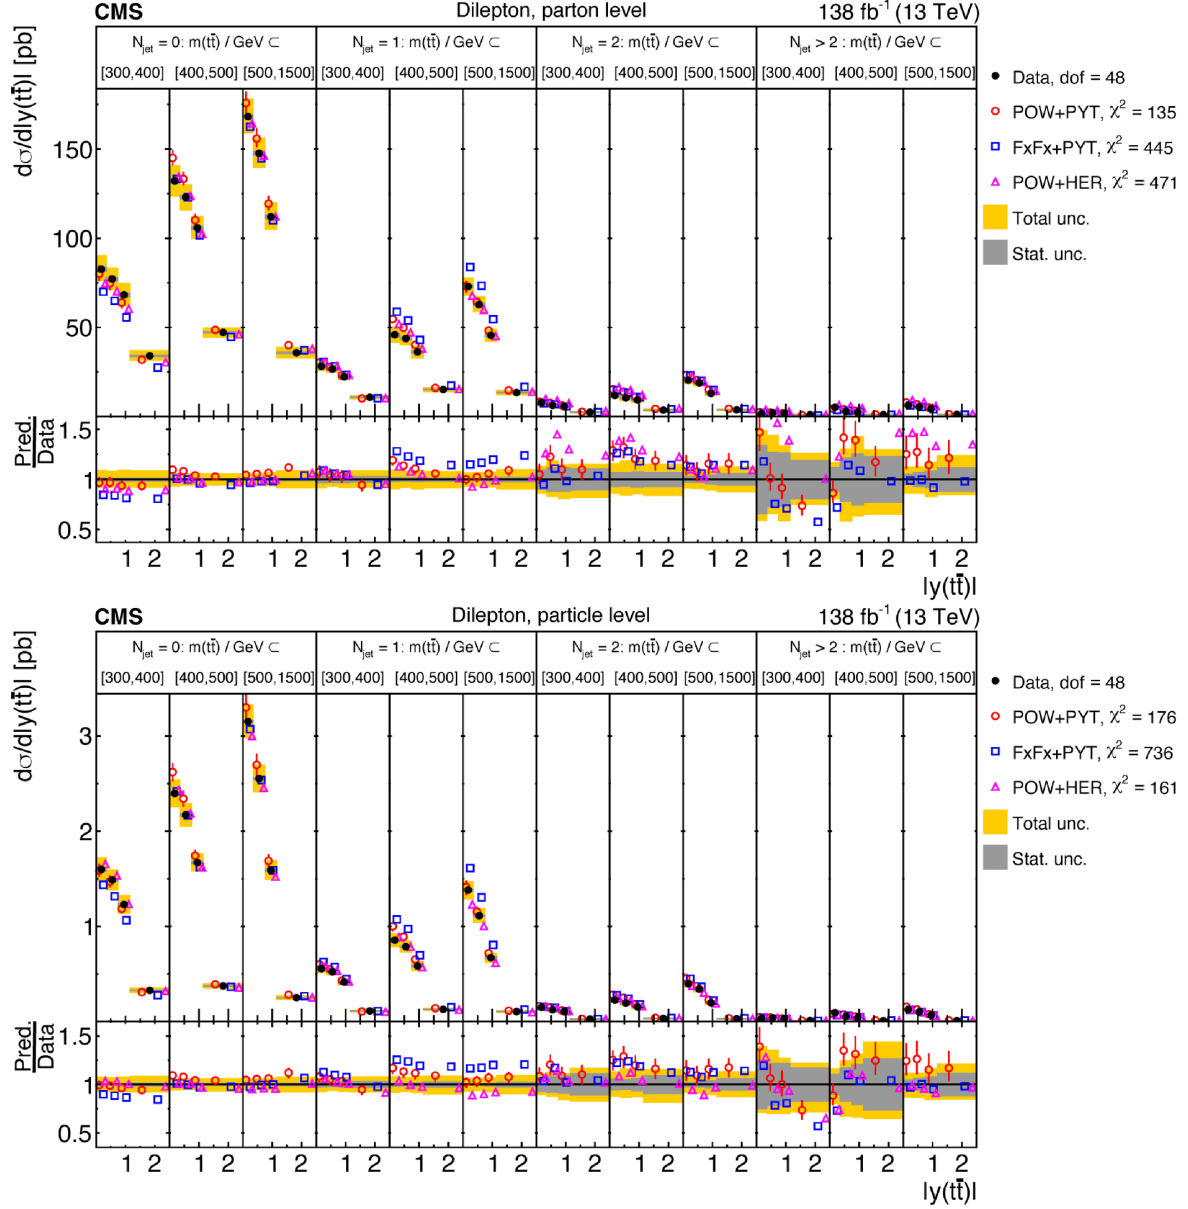 CMS Dilepton, parton level 138 fb⁻¹ (13 TeV)
N_jet = 0: m(tt̄) / GeV ⊂ N_jet = 1: m(tt̄) / GeV ⊂ N_jet = 2: m(tt̄) / GeV ⊂ N_jet > 2 : m(tt̄) / GeV ⊂
[300,400] [400,500] [500,1500] [300,400] [400,500] [500,1500] [300,400] [400,500] [500,1500] [300,400] [400,500] [500,1500]
dσ/dly(tt̄)l [pb]
150
100
50
Data, dof = 48
POW+PYT, χ² = 135
FxFx+PYT, χ² = 445
POW+HER, χ² = 471
Total unc.
Stat. unc.
Pred.
Data
1.5
1
0.5
1 2 1 2 1 2 1 2 1 2 1 2 1 2 1 2 1 2 1 2 1 2 1 2
ly(tt̄)l
CMS Dilepton, particle level 138 fb⁻¹ (13 TeV)
N_jet = 0: m(tt̄) / GeV ⊂ N_jet = 1: m(tt̄) / GeV ⊂ N_jet = 2: m(tt̄) / GeV ⊂ N_jet > 2 : m(tt̄) / GeV ⊂
[300,400] [400,500] [500,1500] [300,400] [400,500] [500,1500] [300,400] [400,500] [500,1500] [300,400] [400,500] [500,1500]
dσ/dly(tt̄)l [pb]
3
2
1
Data, dof = 48
POW+PYT, χ² = 176
FxFx+PYT, χ² = 736
POW+HER, χ² = 161
Total unc.
Stat. unc.
Pred.
Data
1.5
1
0.5
1 2 1 2 1 2 1 2 1 2 1 2 1 2 1 2 1 2 1 2 1 2 1 2
ly(tt̄)l